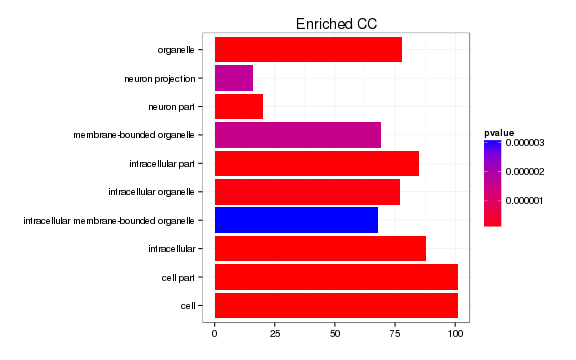 Enriched CC
organelle
neuron projection
neuron part
membrane-bounded organelle
intracellular part
intracellular organelle
intracellular membrane-bounded organelle
intracellular
cell part
cell
0 25 50 75 100
pvalue
0.000003
0.000002
0.000001